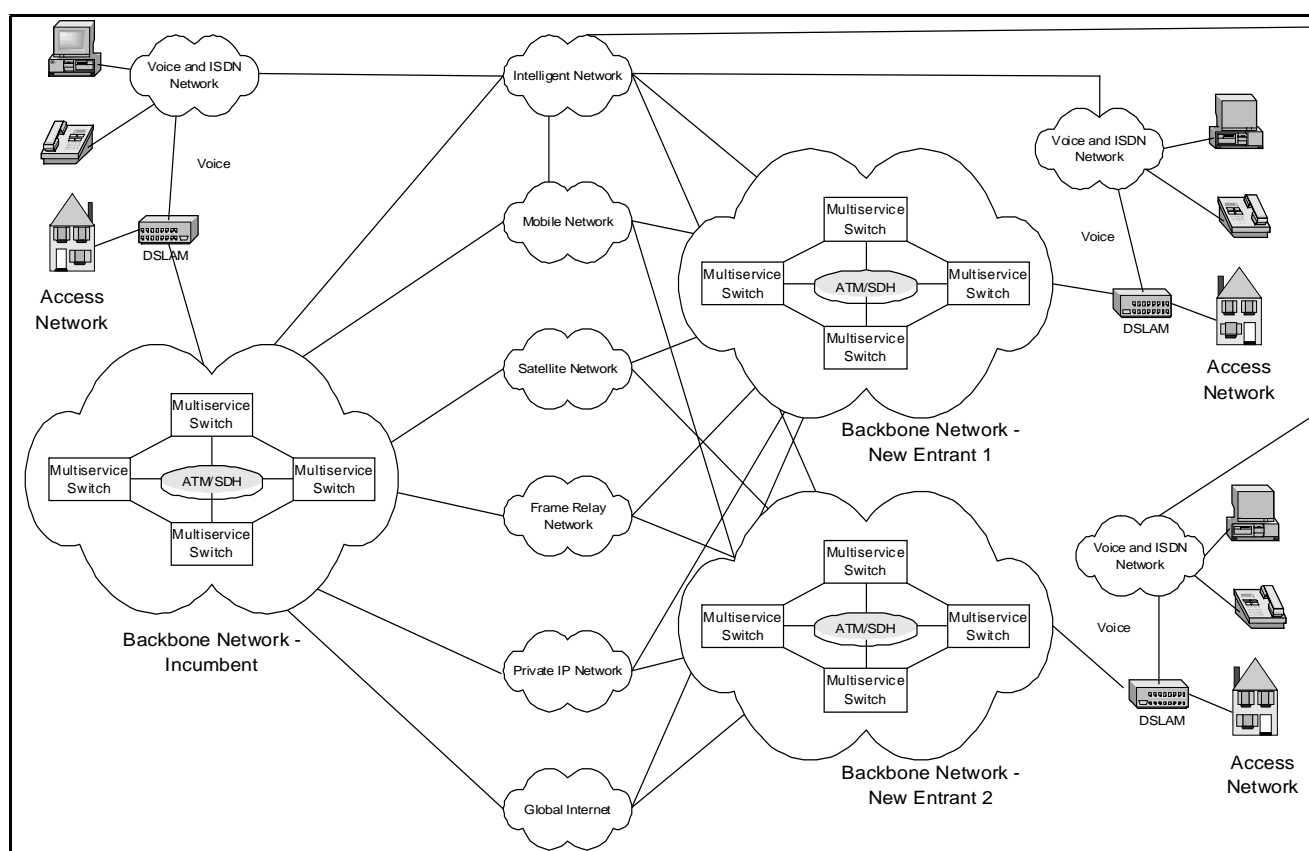 Voice and ISDN
Network
Voice
DSLAM
Access
Network
Multiservice
Switch
Multiservice
Switch
ATM/SDH
Multiservice
Switch
Multiservice
Switch
Backbone Network -
Incumbent
Intelligent Network
Mobile Network
Satellite Network
Frame Relay
Network
Private IP Network
Global Internet
Multiservice
Switch
Multiservice
Switch
ATM/SDH
Multiservice
Switch
Multiservice
Switch
Backbone Network -
New Entrant 1
Multiservice
Switch
Multiservice
Switch
ATM/SDH
Multiservice
Switch
Multiservice
Switch
Backbone Network -
New Entrant 2
Voice and ISDN
Network
Voice
DSLAM
Access
Network
Voice and ISDN
Network
Voice
DSLAM
Access
Network